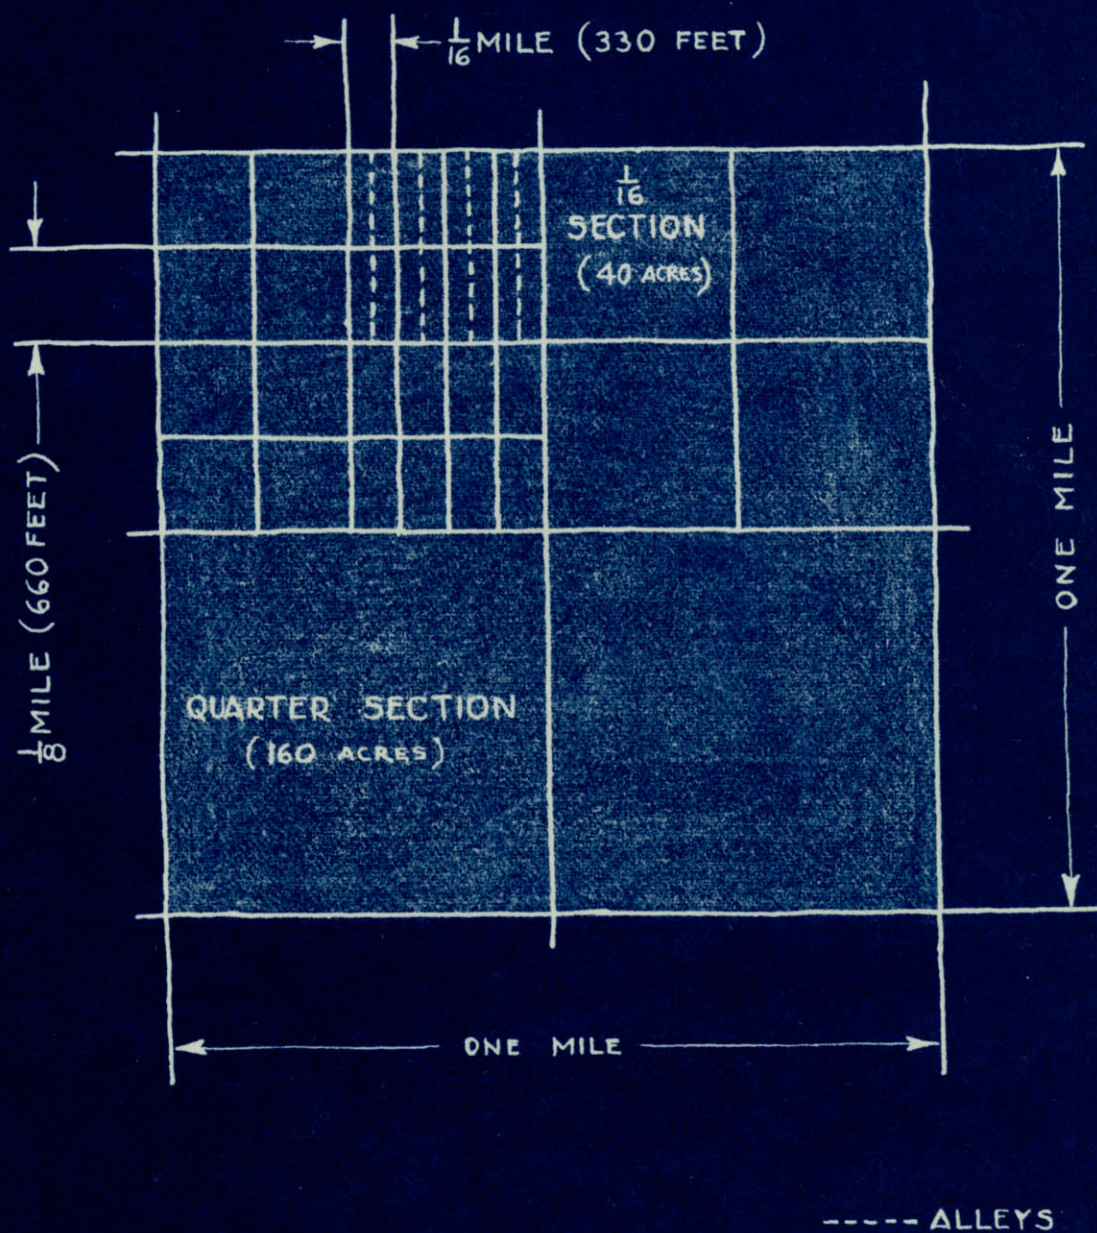 1/16 MILE (330 FEET)
1/16
SECTION
(40 ACRES)
1/8 MILE (660 FEET)
ONE MILE
QUARTER SECTION
(160 ACRES)
ONE MILE
----- ALLEYS